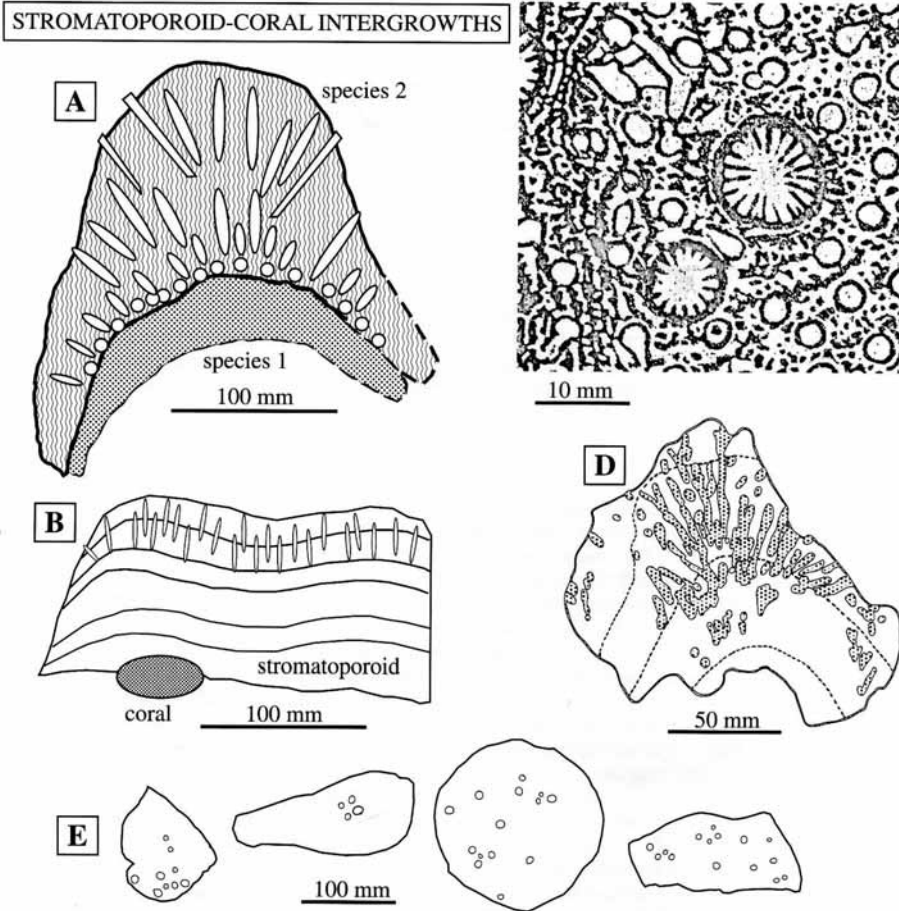 STROMATOPOROID-CORAL INTERGROWTHS
A
species 2
species 1
100 mm
10 mm
B
stromatoporoid
coral
100 mm
D
50 mm
E
100 mm